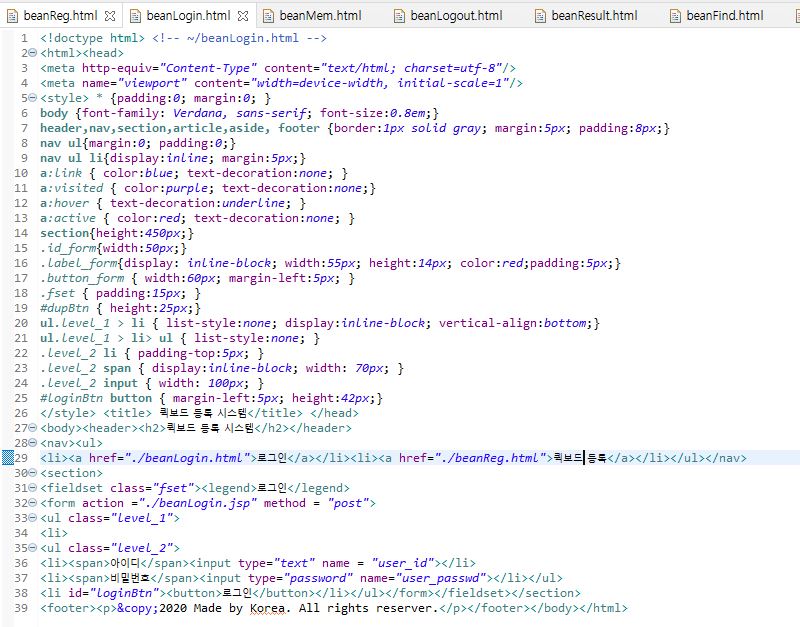 beanReg.html beanLogin.html beanMem.html beanLogout.html beanResult.html beanFind.html
1 <!doctype html> <!-- ~/beanLogin.html -->
2 <html><head>
3 <meta http-equiv="Content-Type" content="text/html; charset=utf-8"/>
4 <meta name="viewport" content="width=device-width, initial-scale=1"/>
5 <style> * {padding:0; margin:0; }
6 body {font-family: Verdana, sans-serif; font-size:0.8em;}
7 header,nav,section,article,aside, footer {border:1px solid gray; margin:5px; padding:8px;}
8 nav ul{margin:0; padding:0;}
9 nav ul li{display:inline; margin:5px;}
10 a:link { color:blue; text-decoration:none; }
11 a:visited { color:purple; text-decoration:none;}
12 a:hover { text-decoration:underline; }
13 a:active { color:red; text-decoration:none; }
14 section{height:450px;}
15 .id_form{width:50px;}
16 .label_form{display: inline-block; width:55px; height:14px; color:red;padding:5px;}
17 .button_form { width:60px; margin-left:5px; }
18 .fset { padding:15px; }
19 #dupBtn { height:25px;}
20 ul.level_1 > li { list-style:none; display:inline-block; vertical-align:bottom;}
21 ul.level_1 > li> ul { list-style:none; }
22 .level_2 li { padding-top:5px; }
23 .level_2 span { display:inline-block; width: 70px; }
24 .level_2 input { width: 100px; }
25 #loginBtn button { margin-left:5px; height:42px;}
26 </style> <title> 퀵보드 등록 시스템</title> </head>
27 <body><header><h2>퀵보드 등록 시스템</h2></header>
28 <nav><ul>
29 <li><a href="./beanLogin.html">로그인</a></li><li><a href="./beanReg.html">퀵보드 등록</a></li></ul></nav>
30 <section>
31 <fieldset class="fset"><legend>로그인</legend>
32 <form action ="./beanLogin.jsp" method = "post">
33 <ul class="level_1">
34 <li>
35 <ul class="level_2">
36 <li><span>아이디</span><input type="text" name = "user_id"></li>
37 <li><span>비밀번호</span><input type="password" name="user_passwd"></li></ul>
38 <li id="loginBtn"><button>로그인</button></li></ul></form></fieldset></section>
39 <footer><p>&copy;2020 Made by Korea. All rights reserver.</p></footer></body></html>